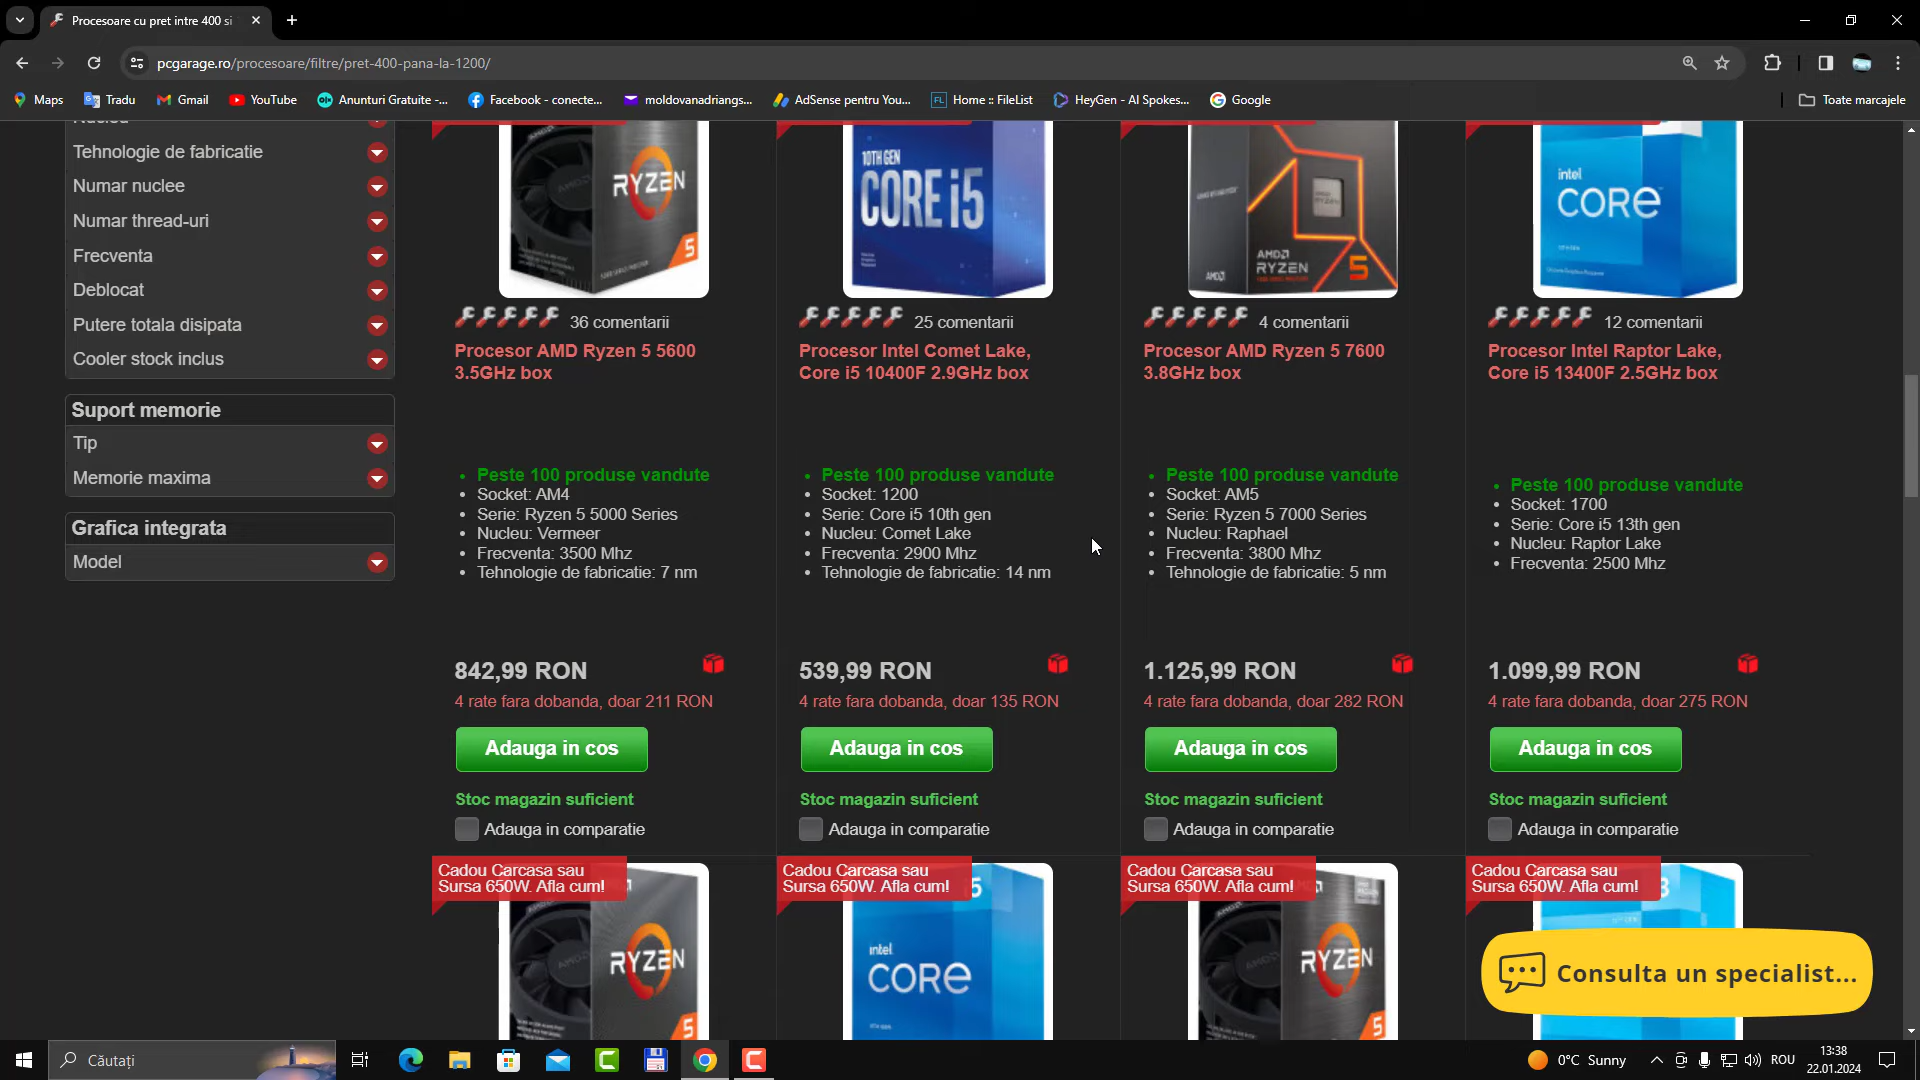 Procesoare cu pret intre 400 si
pcgarage.ro/procesoare/filtre/pret-400-pana-la-1200/
Maps
Tradu
Gmail
YouTube
Anunturi Gratuite -...
Facebook - conecte...
moldovanadriangs...
AdSense pentru You...
FL
Home :: FileList
HeyGen - AI Spokes...
Google
Toate marcajele
Tehnologie de fabricatie
Numar nuclee
Numar thread-uri
Frecventa
Deblocat
Putere totala disipata
Cooler stock inclus
Suport memorie
Tip
Memorie maxima
Grafica integrata
Model
AMD
RYZEN
5
10TH GEN
CORE i5
AMD
AMD
RYZEN 5
intel
CORE
36 comentarii
25 comentarii
4 comentarii
12 comentarii
Procesor AMD Ryzen 5 5600
3.5GHz box
Procesor Intel Comet Lake,
Core i5 10400F 2.9GHz box
Procesor AMD Ryzen 5 7600
3.8GHz box
Procesor Intel Raptor Lake,
Core i5 13400F 2.5GHz box
Peste 100 produse vandute
Socket: AM4
Serie: Ryzen 5 5000 Series
Nucleu: Vermeer
Frecventa: 3500 Mhz
Tehnologie de fabricatie: 7 nm
Peste 100 produse vandute
Socket: 1200
Serie: Core i5 10th gen
Nucleu: Comet Lake
Frecventa: 2900 Mhz
Tehnologie de fabricatie: 14 nm
Peste 100 produse vandute
Socket: AM5
Serie: Ryzen 5 7000 Series
Nucleu: Raphael
Frecventa: 3800 Mhz
Tehnologie de fabricatie: 5 nm
Peste 100 produse vandute
Socket: 1700
Serie: Core i5 13th gen
Nucleu: Raptor Lake
Frecventa: 2500 Mhz
842,99 RON
539,99 RON
1.125,99 RON
1.099,99 RON
4 rate fara dobanda, doar 211 RON
4 rate fara dobanda, doar 135 RON
4 rate fara dobanda, doar 282 RON
4 rate fara dobanda, doar 275 RON
Adauga in cos
Adauga in cos
Adauga in cos
Adauga in cos
Stoc magazin suficient
Stoc magazin suficient
Stoc magazin suficient
Stoc magazin suficient
Adauga in comparatie
Adauga in comparatie
Adauga in comparatie
Adauga in comparatie
Cadou Carcasa sau
Sursa 650W. Afla cum!
Cadou Carcasa sau
Sursa 650W. Afla cum!
Cadou Carcasa sau
Sursa 650W. Afla cum!
Cadou Carcasa sau
Sursa 650W. Afla cum!
RYZEN
5
intel
CORE
RYZEN
5
Consulta un specialist...
Căutați
0°C Sunny
ROU
13:38
22.01.2024